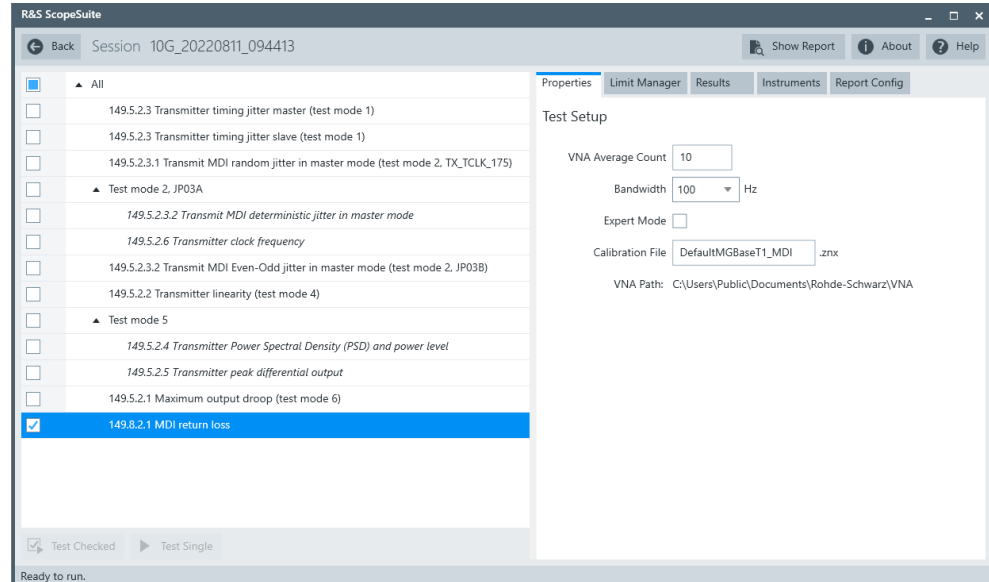 R&S ScopeSuite
Back
Session 10G_20220811_094413
Show Report
About
Help
All
149.5.2.3 Transmitter timing jitter master (test mode 1)
149.5.2.3 Transmitter timing jitter slave (test mode 1)
149.5.2.3.1 Transmit MDI random jitter in master mode (test mode 2, TX_TCLK_175)
Test mode 2, JP03A
149.5.2.3.2 Transmit MDI deterministic jitter in master mode
149.5.2.6 Transmitter clock frequency
149.5.2.3.2 Transmit MDI Even-Odd jitter in master mode (test mode 2, JP03B)
149.5.2.2 Transmitter linearity (test mode 4)
Test mode 5
149.5.2.4 Transmitter Power Spectral Density (PSD) and power level
149.5.2.5 Transmitter peak differential output
149.5.2.1 Maximum output droop (test mode 6)
149.8.2.1 MDI return loss
Test Checked
Test Single
Properties
Limit Manager
Results
Instruments
Report Config
Test Setup
VNA Average Count 10
Bandwidth 100 Hz
Expert Mode
Calibration File DefaultMGBaseT1_MDI .znx
VNA Path: C:\Users\Public\Documents\Rohde-Schwarz\VNA
Ready to run.